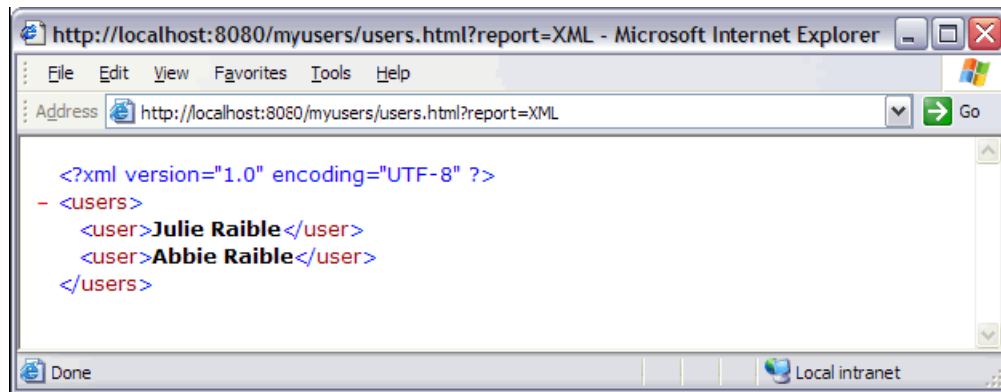 http://localhost:8080/myusers/users.html?report=XML - Microsoft Internet Explorer
File Edit View Favorites Tools Help
Address http://localhost:8080/myusers/users.html?report=XML Go
<?xml version="1.0" encoding="UTF-8" ?>
- <users>
<user>Julie Raible</user>
<user>Abbie Raible</user>
</users>
Done Local intranet